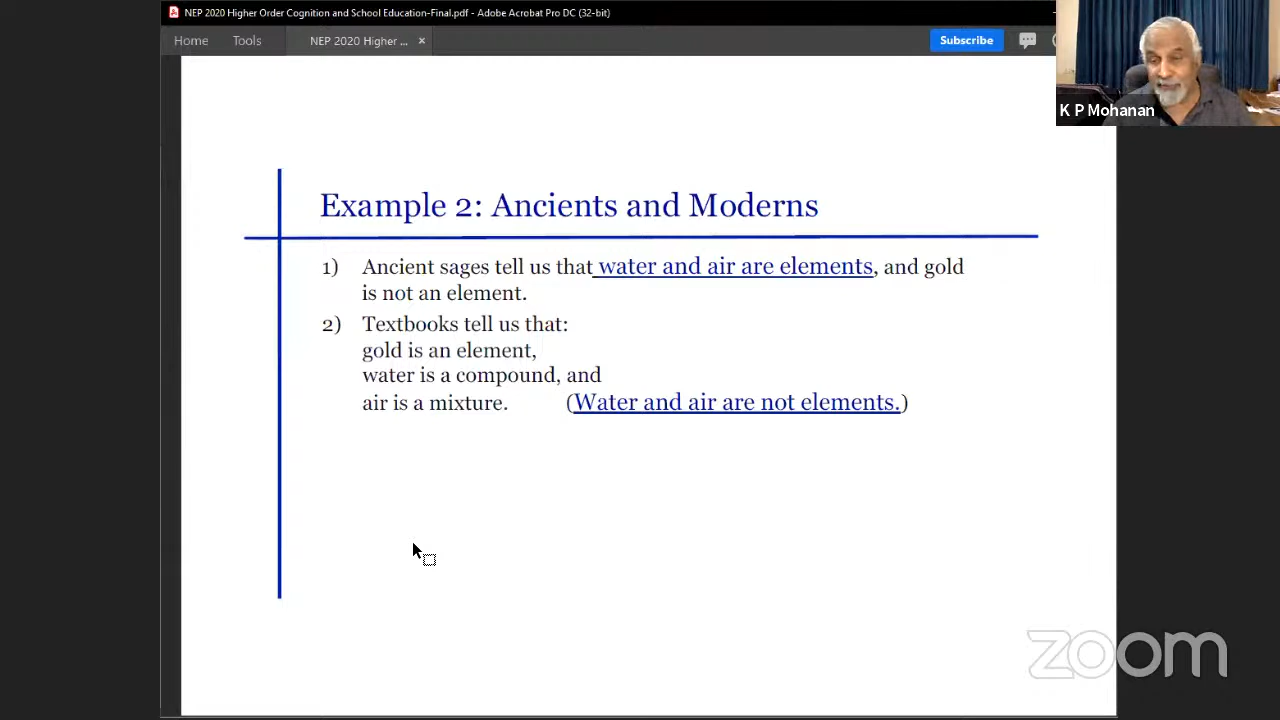 NEP 2020 Higher Order Cognition and School Education-Final.pdf - Adobe Acrobat Pro DC (32-bit)
Home Tools NEP 2020 Higher ... × Subscribe
K P Mohanan
Example 2: Ancients and Moderns
1) Ancient sages tell us that water and air are elements, and gold
is not an element.
2) Textbooks tell us that:
gold is an element,
water is a compound, and
air is a mixture. (Water and air are not elements.)
zoom